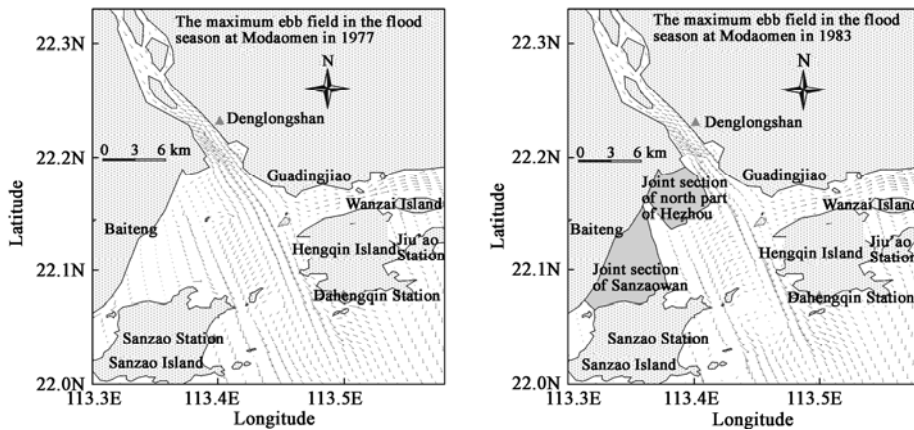 The maximum ebb field in the flood
season at Modaomen in 1977
N
22.3N
Denglongshan
0 3 6 km
22.2N
Guadingjiao
Wanzai Island
Baiteng
Hengqin Island
Jiu'ao
Station
22.1N
Dahengqin Station
Sanzao Station
Sanzao Island
22.0N
113.3E 113.4E 113.5E
Longitude
Latitude
The maximum ebb field in the flood
season at Modaomen in 1983
N
22.3N
Denglongshan
0 3 6 km
22.2N
Guadingjiao
Joint section
of north part
of Hezhou
Wanzai Island
Baiteng
Hengqin Island
Jiu'ao
Station
22.1N
Joint section
of Sanzaowan
Dahengqin Station
Sanzao Station
Sanzao Island
22.0N
113.3E 113.4E 113.5E
Longitude
Latitude